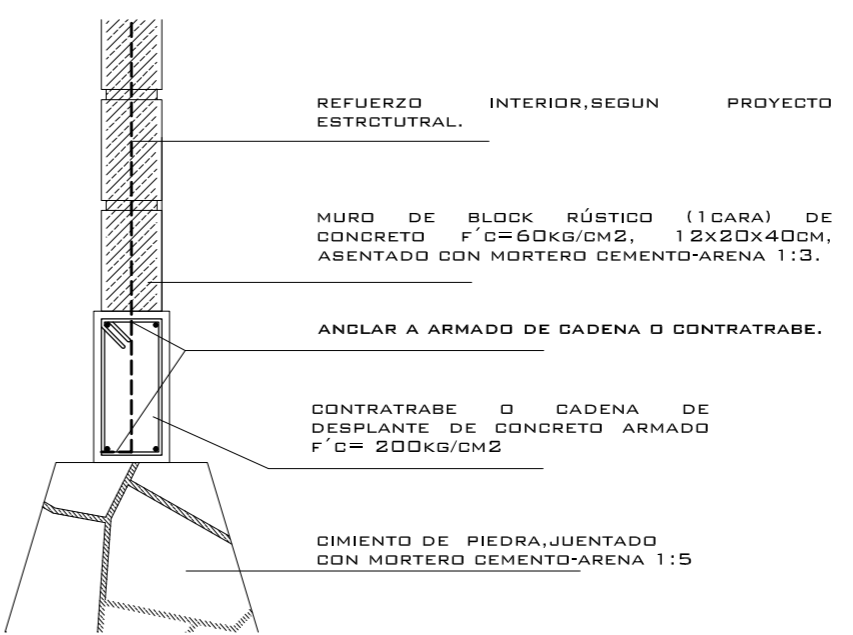 REFUERZO INTERIOR,SEGUN PROYECTO
ESTRCTUTRAL.
MURO DE BLOCK RÚSTICO (1CARA) DE
CONCRETO F´C=60KG/CM2, 12X20X40CM,
ASENTADO CON MORTERO CEMENTO-ARENA 1:3.
ANCLAR A ARMADO DE CADENA O CONTRATRABE.
CONTRATRABE O CADENA DE
DESPLANTE DE CONCRETO ARMADO
F´C= 200KG/CM2
CIMIENTO DE PIEDRA,JUENTADO
CON MORTERO CEMENTO-ARENA 1:5